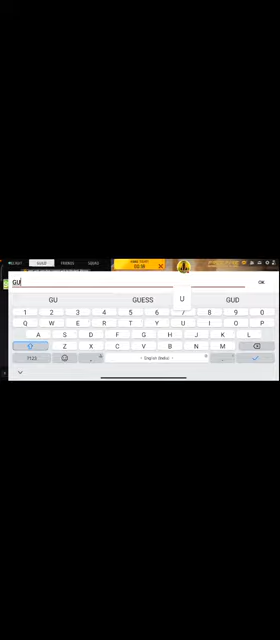 GUILD FRIENDS SQUAD
GU
OK
GU GUESS GUD
U
1 2 3 4 5 6 7 8 9 0
Q W E R T Y U I O P
A S D F G H J K L
Z X C V B N M
?123 , English (India) .